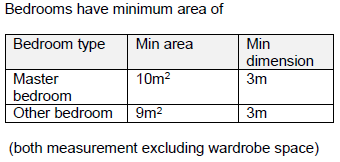 Bedrooms have minimum area of
Bedroom type Min area Min dimension
Master bedroom 10m² 3m
Other bedroom 9m² 3m
(both measurement excluding wardrobe space)